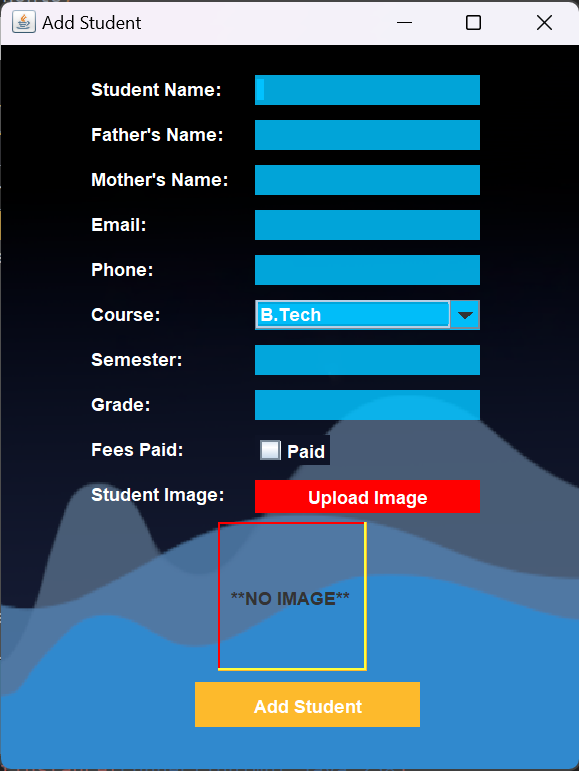 Add Student
Student Name:
Father's Name:
Mother's Name:
Email:
Phone:
Course: B.Tech
Semester:
Grade:
Fees Paid: Paid
Student Image: Upload Image
**NO IMAGE**
Add Student